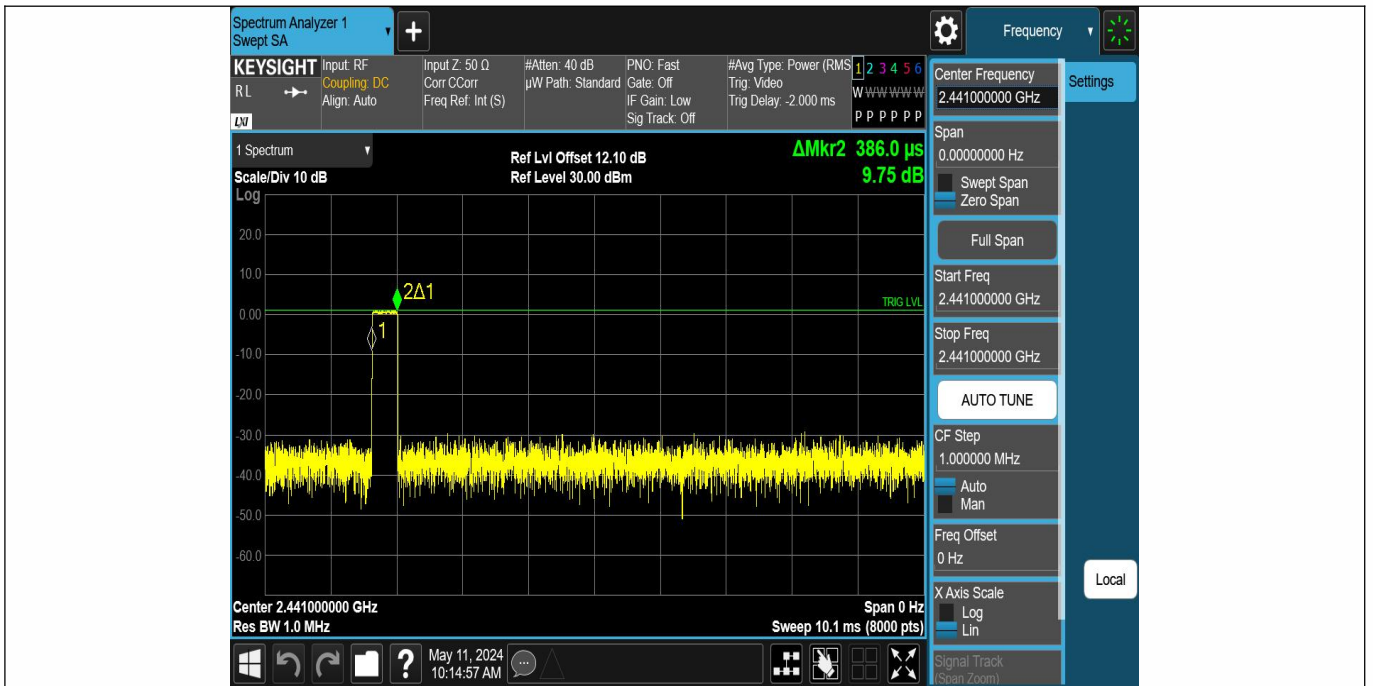 Spectrum Analyzer 1
Swept SA
Frequency
KEYSIGHT
RL
LXI
Input: RF
Coupling: DC
Align: Auto
Input Z: 50 Ω
Corr CCorr
Freq Ref: Int (S)
#Atten: 40 dB
µW Path: Standard
PNO: Fast
Gate: Off
IF Gain: Low
Sig Track: Off
#Avg Type: Power (RMS
Trig: Video
Trig Delay: -2.000 ms
1 2 3 4 5 6
W W W W W W
P P P P P P
Center Frequency
2.441000000 GHz
Settings
1 Spectrum
Scale/Div 10 dB
Ref Lvl Offset 12.10 dB
Ref Level 30.00 dBm
ΔMkr2 386.0 µs
9.75 dB
Log
20.0
10.0
0.00
-10.0
-20.0
-30.0
-40.0
-50.0
-60.0
2Δ1
1
TRIG LVL
Span
0.00000000 Hz
Swept Span
Zero Span
Full Span
Start Freq
2.441000000 GHz
Stop Freq
2.441000000 GHz
AUTO TUNE
CF Step
1.000000 MHz
Auto
Man
Freq Offset
0 Hz
X Axis Scale
Log
Lin
Signal Track
(Span Zoom)
Local
Center 2.441000000 GHz
Res BW 1.0 MHz
Span 0 Hz
Sweep 10.1 ms (8000 pts)
?
May 11, 2024
10:14:57 AM